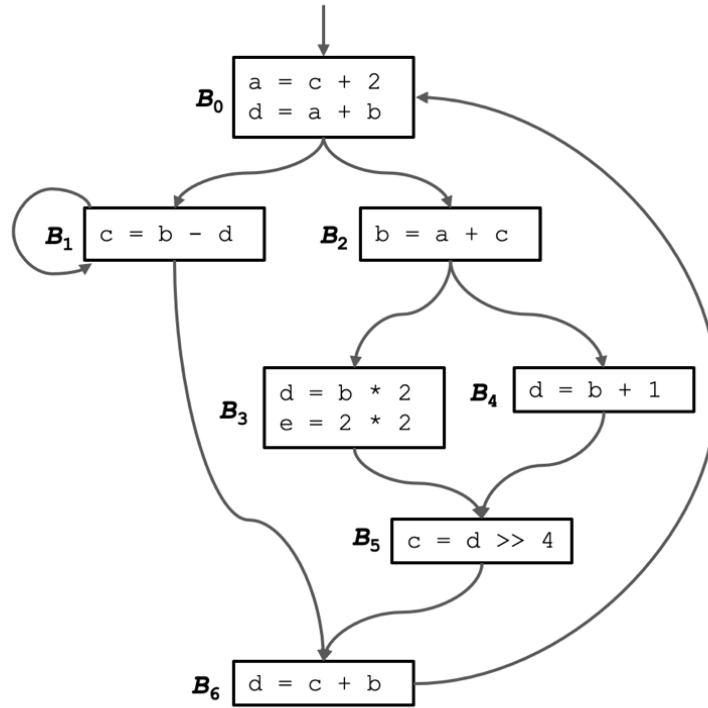 B0
a = c + 2
d = a + b
B1
c = b - d
B2
b = a + c
B3
d = b * 2
e = 2 * 2
B4
d = b + 1
B5
c = d >> 4
B6
d = c + b